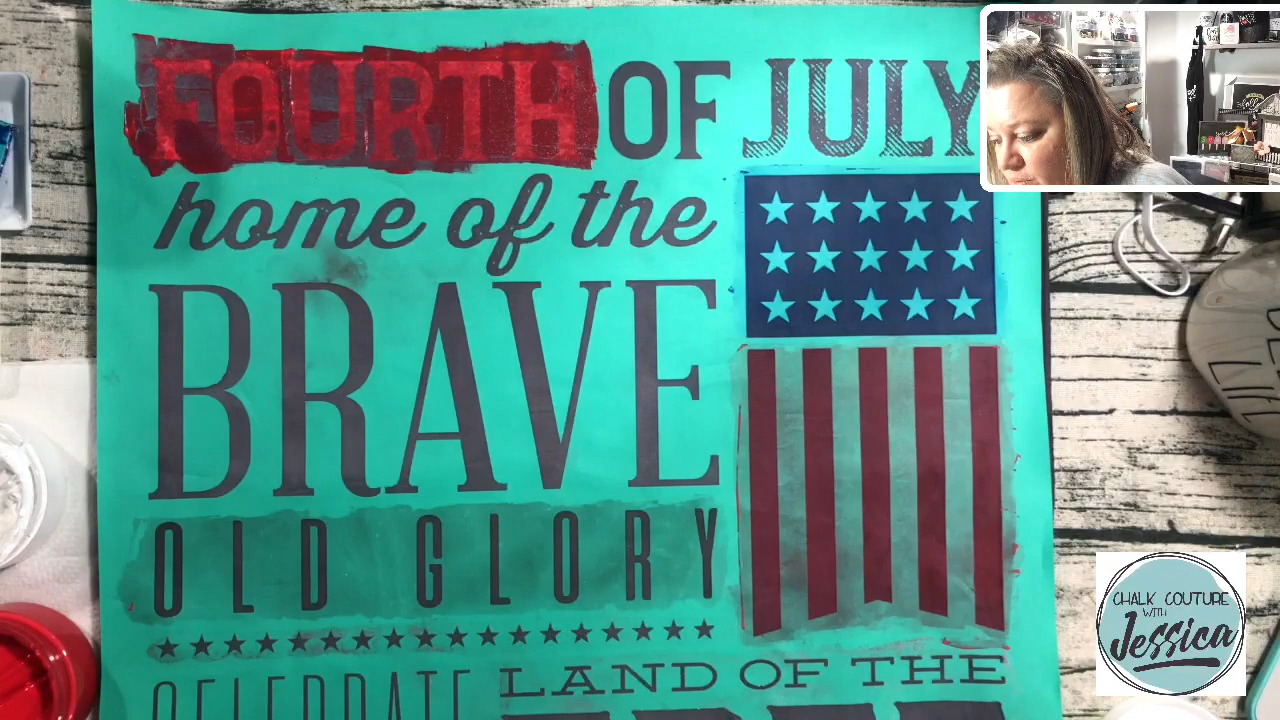 FOURTH OF JULY
home of the
BRAVE
OLD GLORY
LAND OF THE
CHALK COUTURE
WITH
Jessica